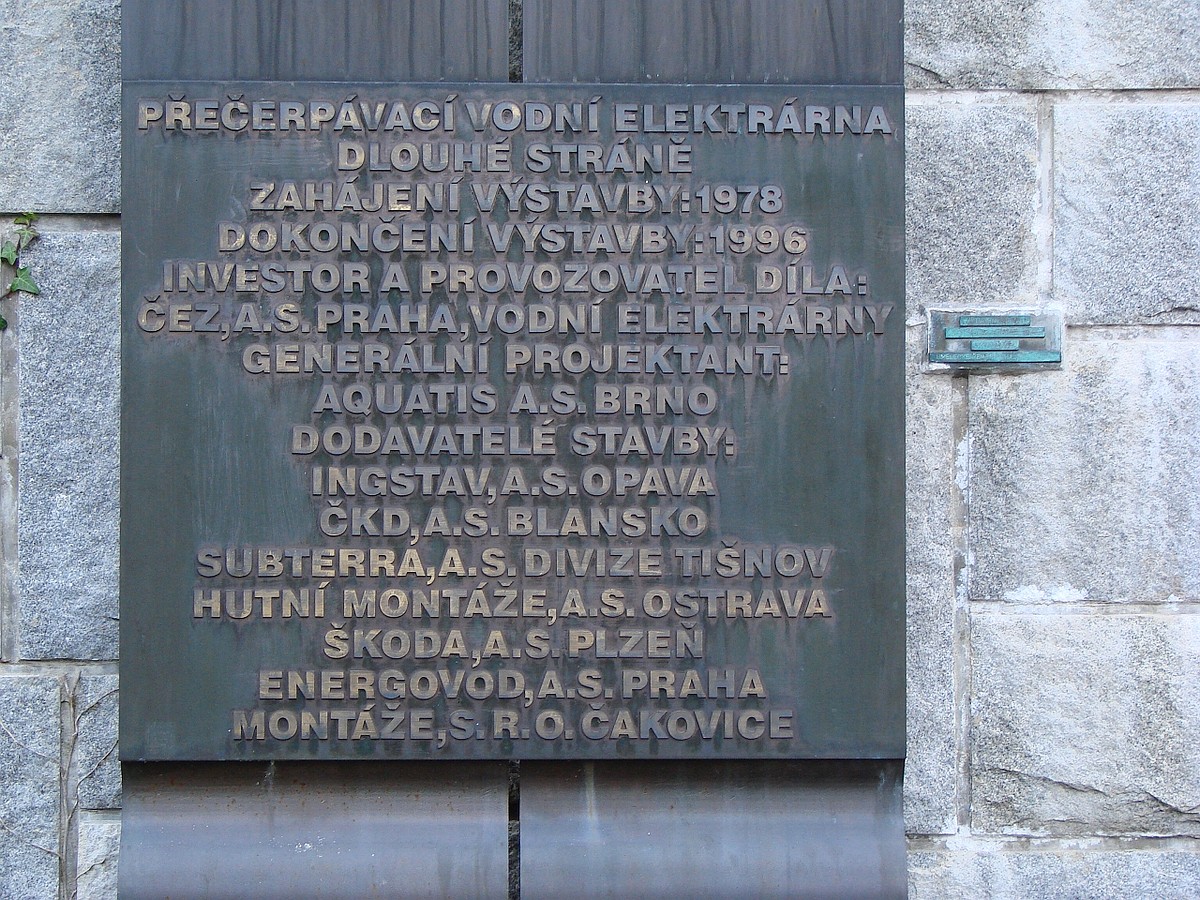 PŘEČERPÁVACÍ VODNÍ ELEKTRÁRNA
DLOUHÉ STRÁNĚ
ZAHÁJENÍ VÝSTAVBY: 1978
DOKONČENÍ VÝSTAVBY: 1996
INVESTOR A PROVOZOVATEL DÍLA:
ČEZ, A.S. PRAHA, VODNÍ ELEKTRÁRNY
GENERÁLNÍ PROJEKTANT:
AQUATIS A.S. BRNO
DODAVATELÉ STAVBY:
INGSTAV, A.S. OPAVA
ČKD, A.S. BLANSKO
SUBTERRA, A.S. DIVIZE TIŠNOV
HUTNÍ MONTÁŽE, A.S. OSTRAVA
ŠKODA, A.S. PLZEŇ
ENERGOVOD, A.S. PRAHA
MONTÁŽE, S.R.O. ČAKOVICE